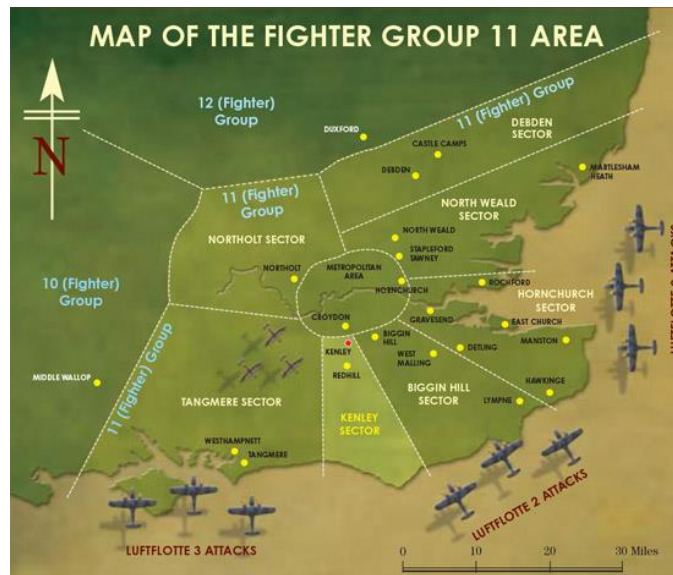 MAP OF THE FIGHTER GROUP 11 AREA
12 (Fighter)
Group
11 (Fighter) Group
DEBDEN
SECTOR
DUXFORD
CASTLE CAMPS
DEBDEN
MARTLESHAM
HEATH
N
11 (Fighter)
Group
NORTH WEALD
SECTOR
NORTHOLT SECTOR
NORTH WEALD
STAPLEFORD
TAWNEY
METROPOLITAN
AREA
NORTHOLT
HORNCHURCH
ROCHFORD
10 (Fighter)
Group
HORNCHURCH
SECTOR
LUFTFLOTTE 2 ATTACKS
CROYDON
GRAVESEND
EAST CHURCH
BIGGIN
HILL
MANSTON
KENLEY
DETLING
WEST
MALLING
REDHILL
11 (Fighter) Group
MIDDLE WALLOP
HAWKINGE
BIGGIN HILL
SECTOR
LYMPNE
TANGMERE SECTOR
KENLEY
SECTOR
WESTHAMPNETT
TANGMERE
LUFTFLOTTE 2 ATTACKS
LUFTFLOTTE 3 ATTACKS
0 10 20 30 Miles